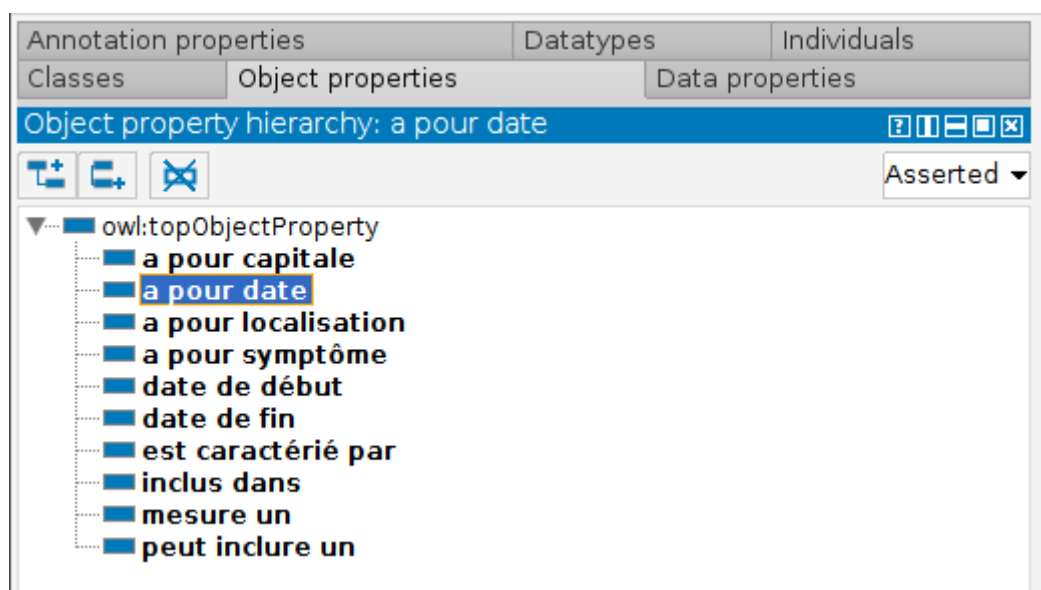 Annotation properties Datatypes Individuals
Classes Object properties Data properties
Object property hierarchy: a pour date
Asserted
owl:topObjectProperty
a pour capitale
a pour date
a pour localisation
a pour symptôme
date de début
date de fin
est caractérié par
inclus dans
mesure un
peut inclure un